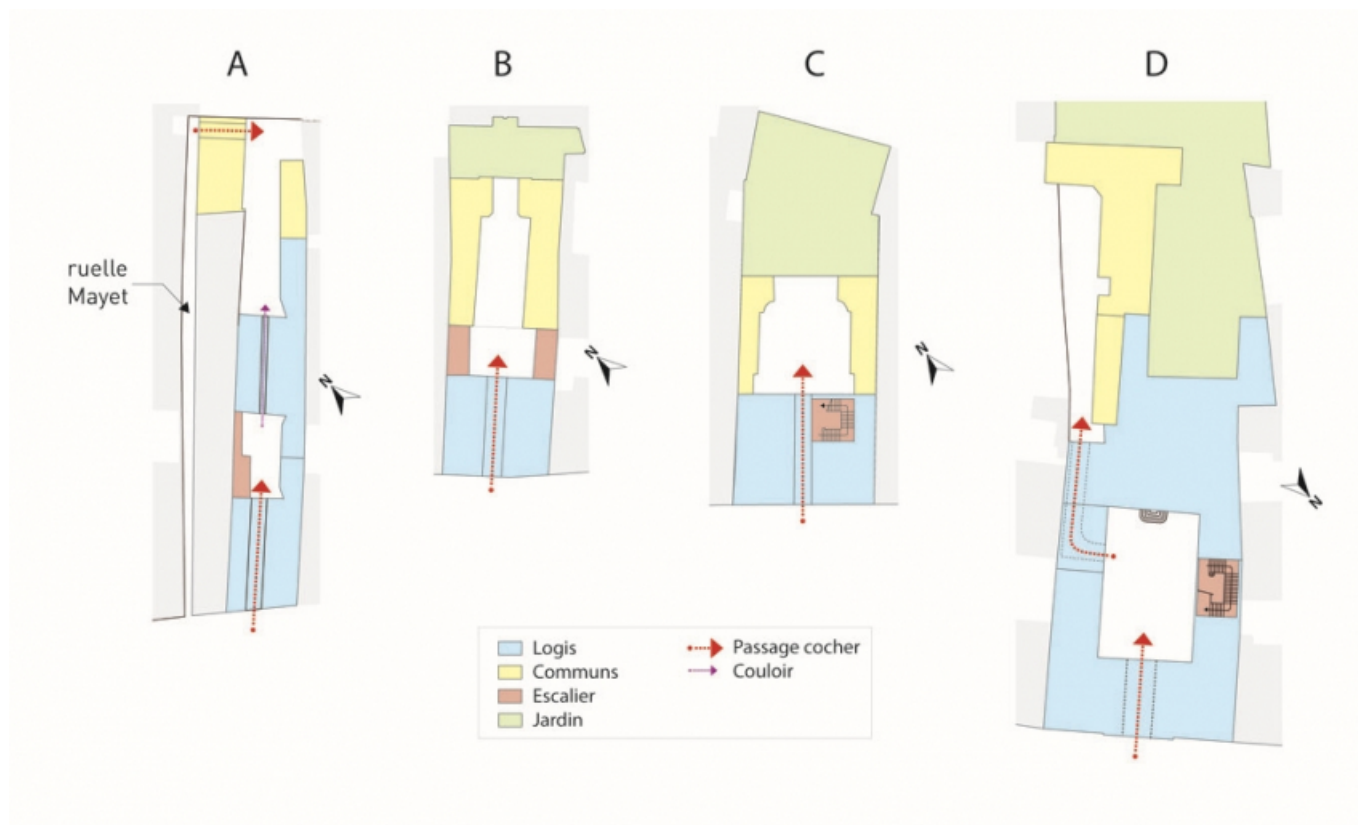 A
B
C
D
ruelle
Mayet
N
N
N
N
Logis
Communs
Escalier
Jardin
Passage cocher
Couloir